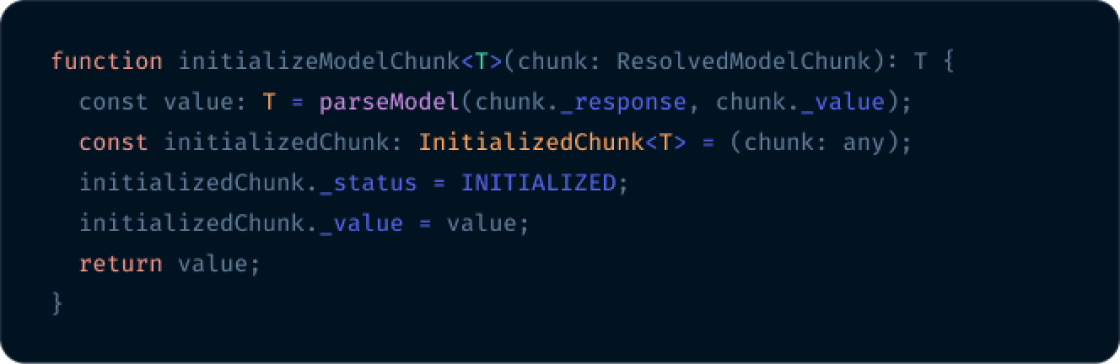 function initializeModelChunk<T>(chunk: ResolvedModelChunk): T {
  const value: T = parseModel(chunk._response, chunk._value);
  const initializedChunk: InitializedChunk<T> = (chunk: any);
  initializedChunk._status = INITIALIZED;
  initializedChunk._value = value;
  return value;
}